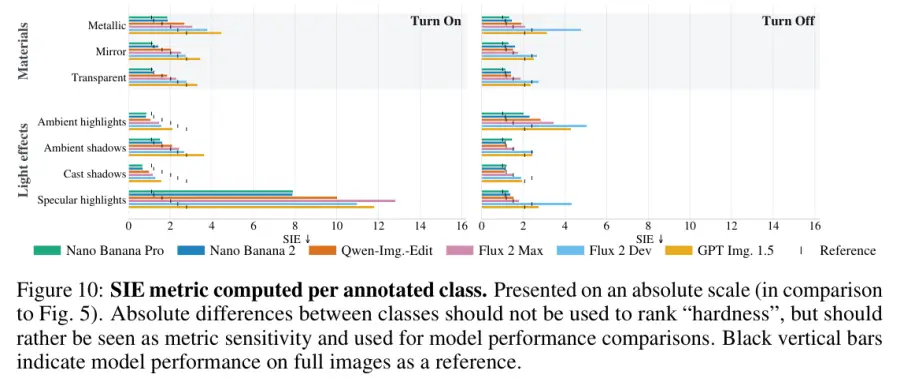 Turn On
Turn Off
Materials
Metallic
Mirror
Transparent
Light effects
Ambient highlights
Ambient shadows
Cast shadows
Specular highlights
0 2 4 6 8 10 12 14 16
SIE ↓
0 2 4 6 8 10 12 14 16
SIE ↓
Nano Banana Pro Nano Banana 2 Qwen-Img.-Edit Flux 2 Max Flux 2 Dev GPT Img. 1.5 Reference
Figure 10: SIE metric computed per annotated class. Presented on an absolute scale (in comparison
to Fig. 5). Absolute differences between classes should not be used to rank “hardness”, but should
rather be seen as metric sensitivity and used for model performance comparisons. Black vertical bars
indicate model performance on full images as a reference.